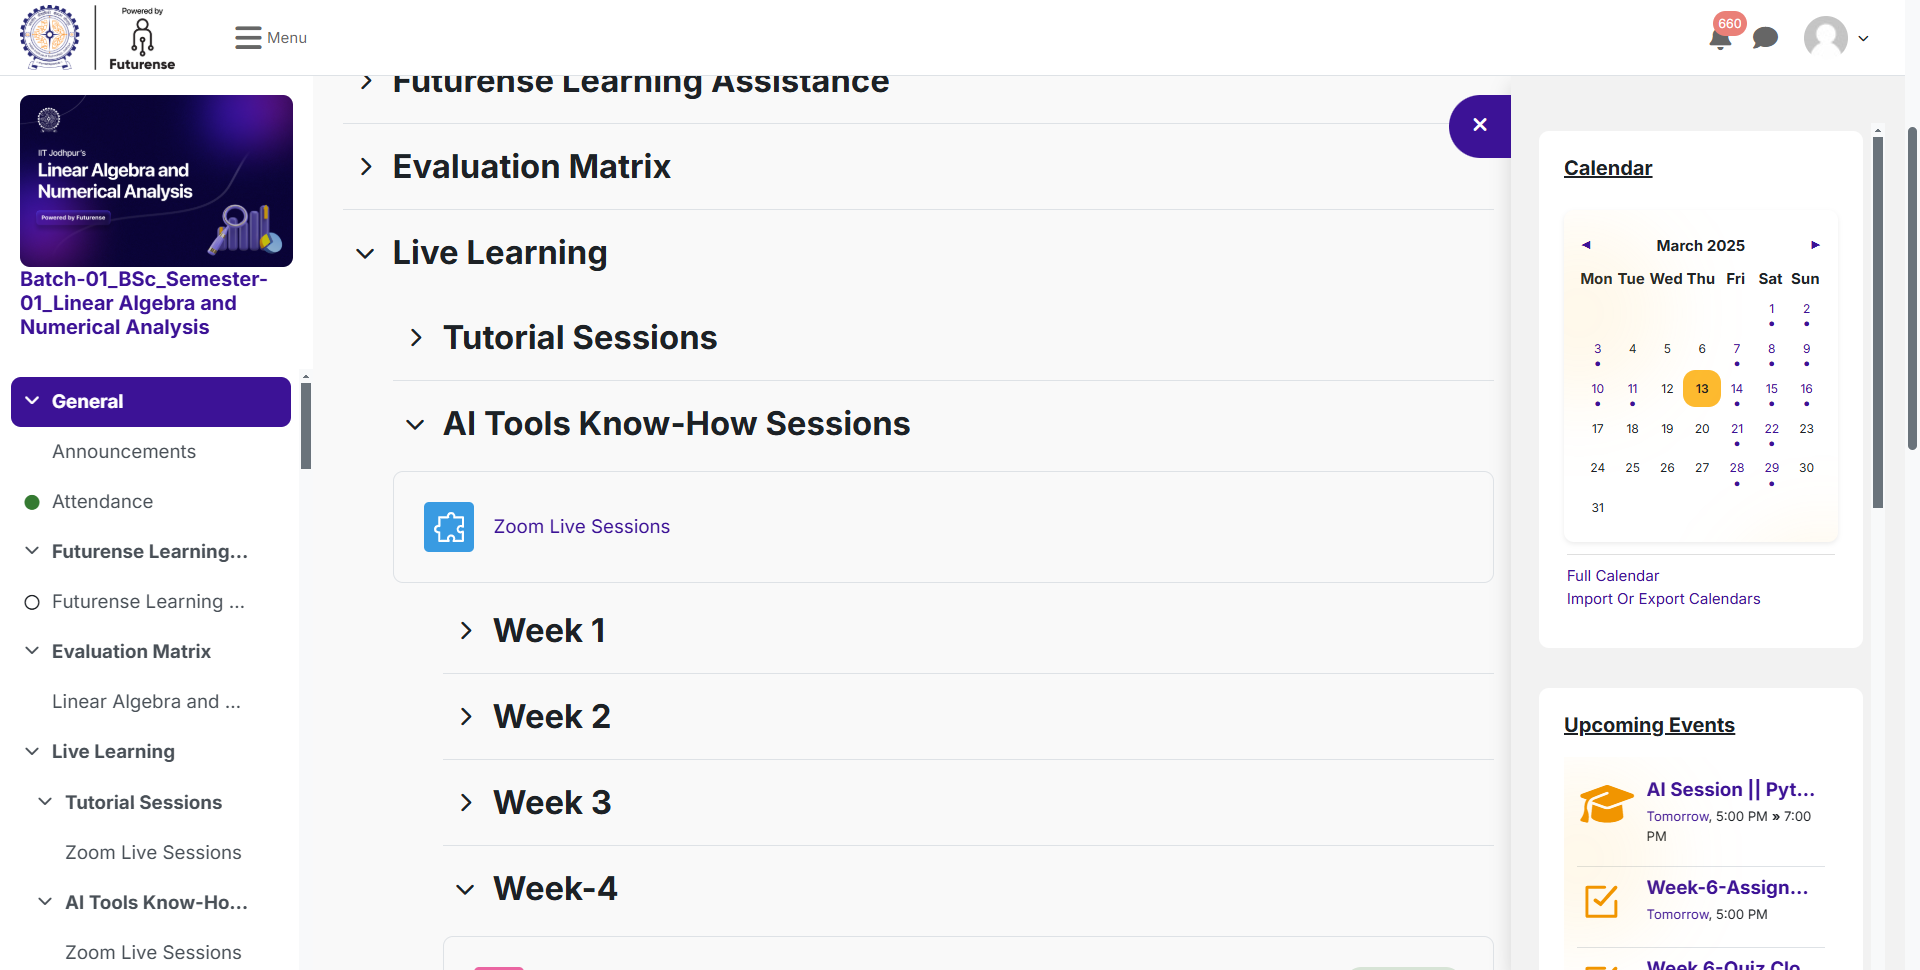 Powered by
Futurense
Menu
660
IIT Jodhpur's
Linear Algebra and
Numerical Analysis
Powered by Futurense
Batch-01_BSc_Semester-
01_Linear Algebra and
Numerical Analysis
General
Announcements
Attendance
Futurense Learning...
Futurense Learning ...
Evaluation Matrix
Linear Algebra and ...
Live Learning
Tutorial Sessions
Zoom Live Sessions
AI Tools Know-Ho...
Zoom Live Sessions
Futurense Learning Assistance
Evaluation Matrix
Live Learning
Tutorial Sessions
AI Tools Know-How Sessions
Zoom Live Sessions
Week 1
Week 2
Week 3
Week-4
Calendar
◄ March 2025 ►
Mon Tue Wed Thu Fri Sat Sun
1 2
3 4 5 6 7 8 9
10 11 12 13 14 15 16
17 18 19 20 21 22 23
24 25 26 27 28 29 30
31
Full Calendar
Import Or Export Calendars
Upcoming Events
AI Session || Pyt...
Tomorrow, 5:00 PM » 7:00
PM
Week-6-Assign...
Tomorrow, 5:00 PM
Week 6-Quiz Clo...